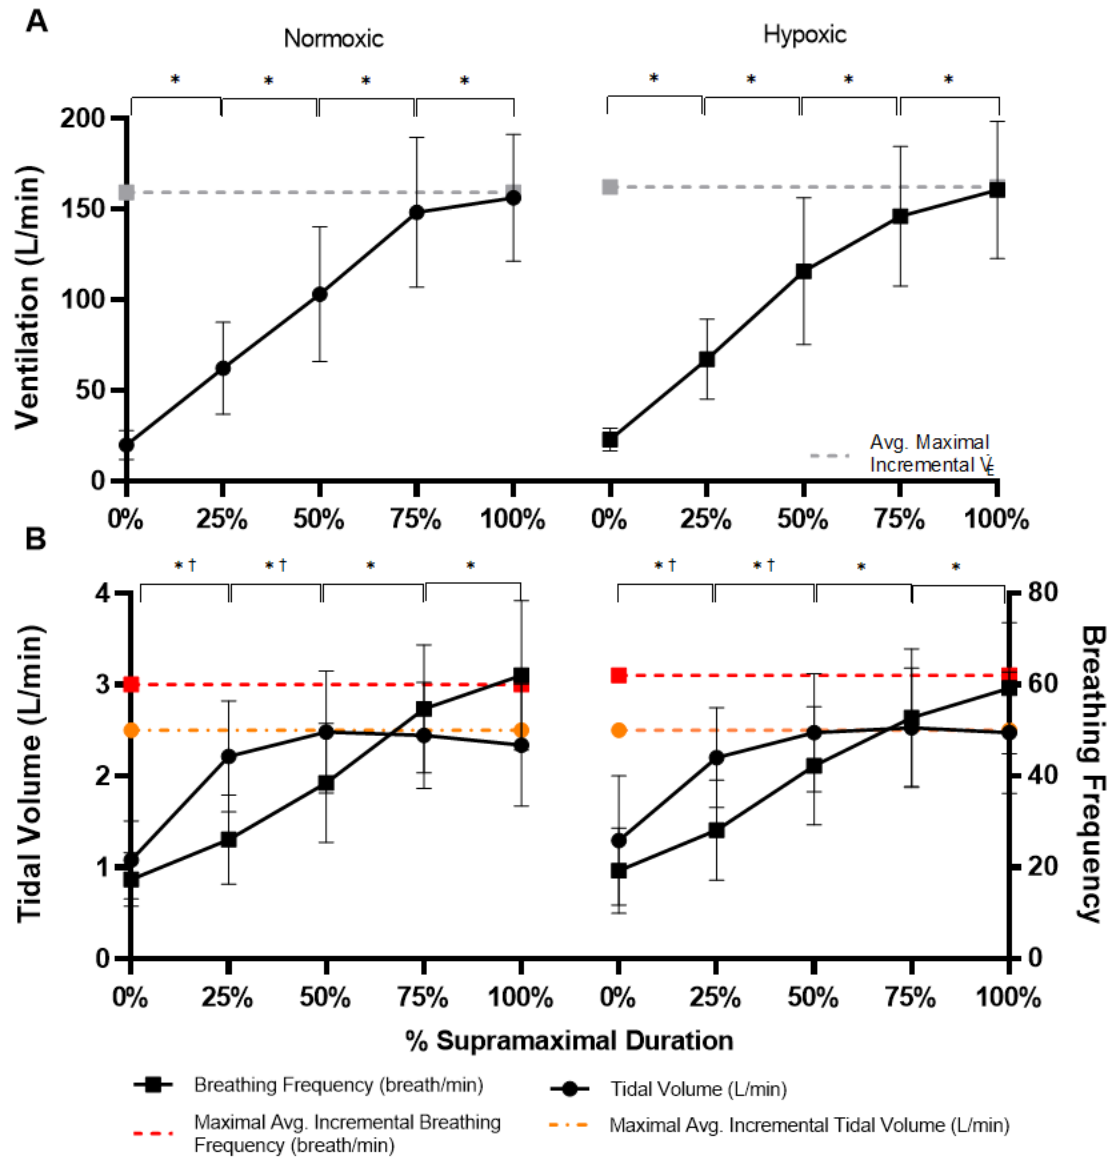 A
Normoxic
Hypoxic
* * * * * * * *
Ventilation (L/min)
200
150
100
50
0
Avg. Maximal
Incremental V̇E
0% 25% 50% 75% 100% 0% 25% 50% 75% 100%
B
*† *† * * *† *† * *
Tidal Volume (L/min)
4
3
2
1
0
80
60
40
20
0
Breathing Frequency
0% 25% 50% 75% 100% 0% 25% 50% 75% 100%
% Supramaximal Duration
Breathing Frequency (breath/min)
Tidal Volume (L/min)
Maximal Avg. Incremental Breathing
Frequency (breath/min)
Maximal Avg. Incremental Tidal Volume (L/min)